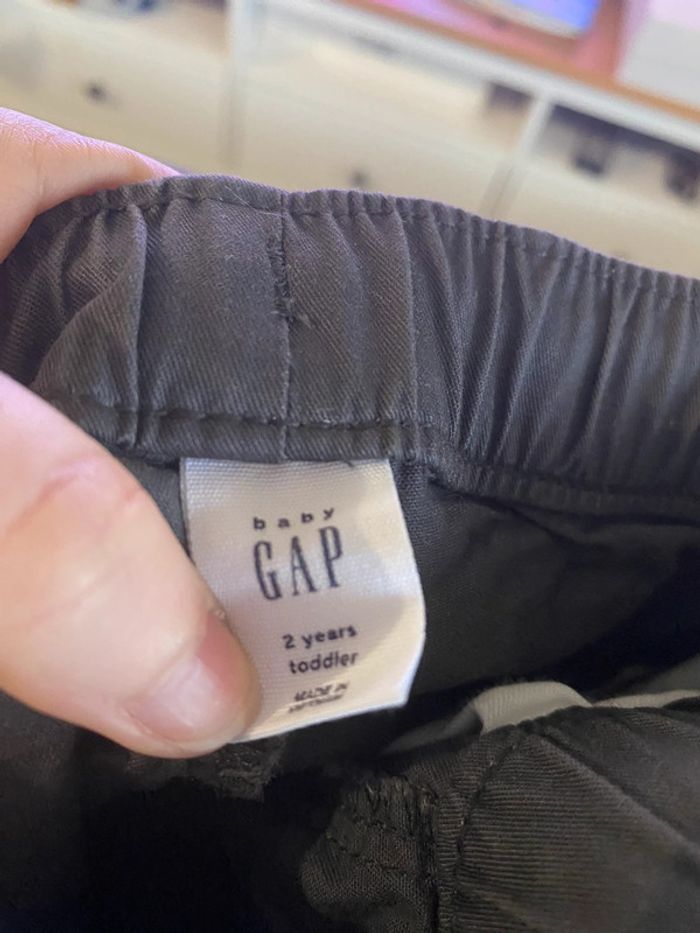 baby
GAP
2 years
toddler
MADE IN